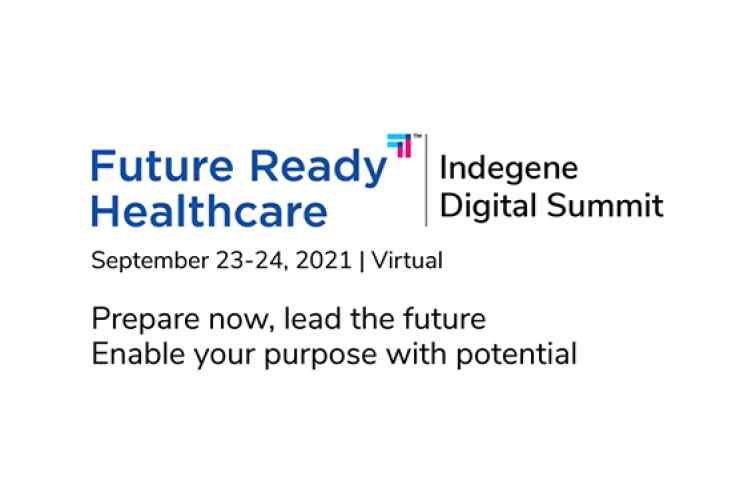 Future Ready™
Healthcare
Indegene
Digital Summit
September 23-24, 2021 | Virtual
Prepare now, lead the future
Enable your purpose with potential